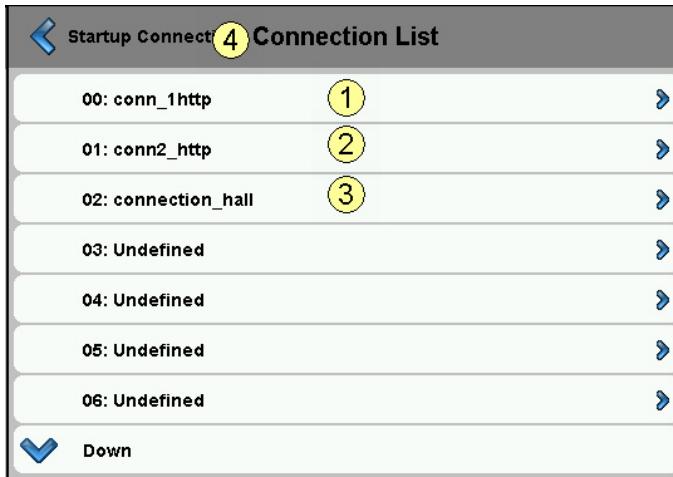 Startup Connecti 4 Connection List
00: conn_1http 1
01: conn2_http 2
02: connection_hall 3
03: Undefined
04: Undefined
05: Undefined
06: Undefined
Down